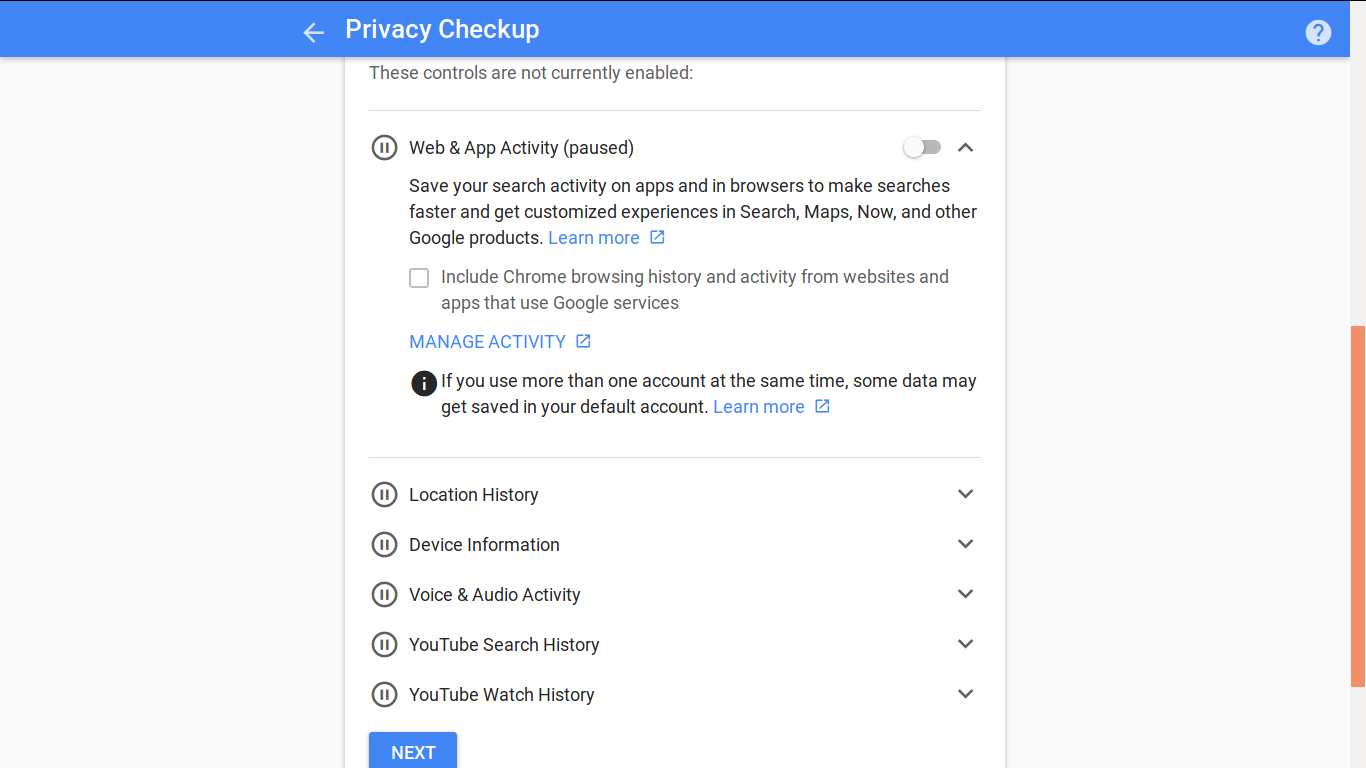 Privacy Checkup
These controls are not currently enabled:
Web & App Activity (paused)
Save your search activity on apps and in browsers to make searches
faster and get customized experiences in Search, Maps, Now, and other
Google products. Learn more
Include Chrome browsing history and activity from websites and
apps that use Google services
MANAGE ACTIVITY
If you use more than one account at the same time, some data may
get saved in your default account. Learn more
Location History
Device Information
Voice & Audio Activity
YouTube Search History
YouTube Watch History
NEXT